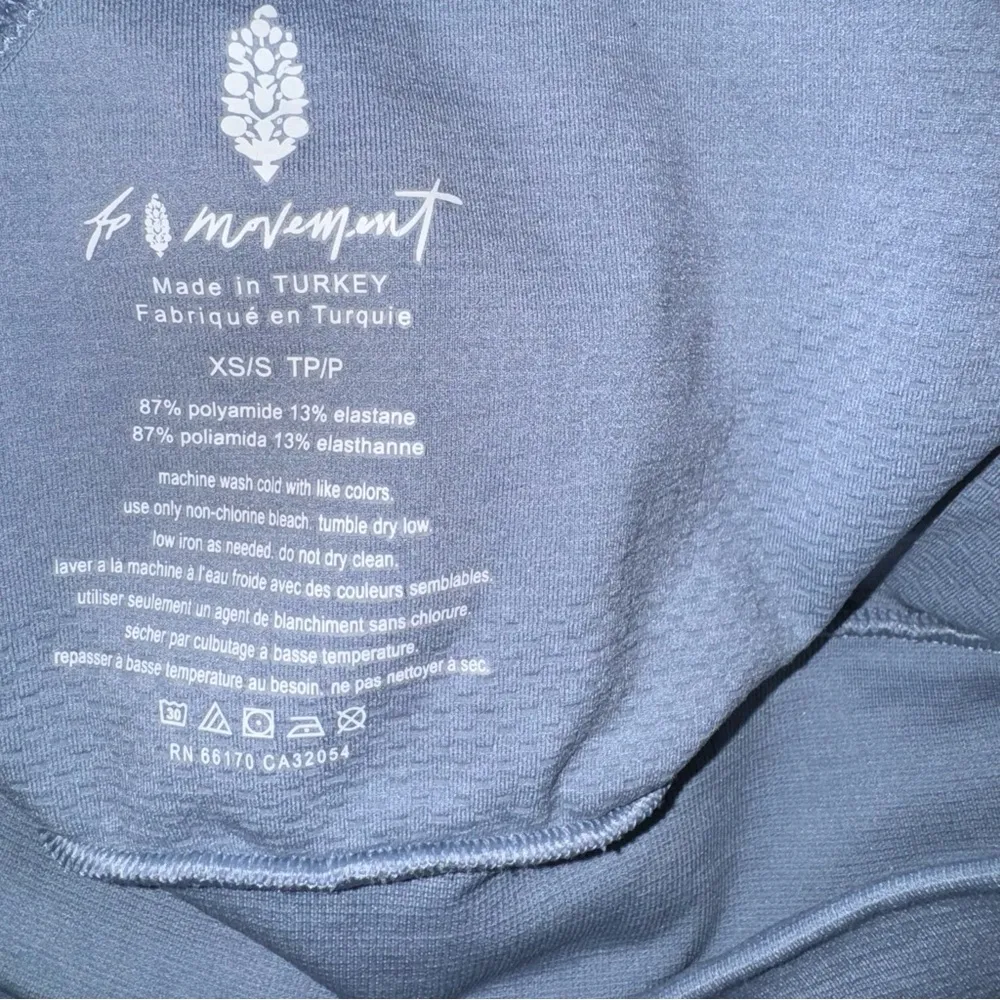 fp movement
Made in TURKEY
Fabriqué en Turquie
XS/S TP/P
87% polyamide 13% elastane
87% poliamida 13% elasthanne
machine wash cold with like colors.
use only non-chlorine bleach. tumble dry low.
low iron as needed. do not dry clean.
laver a là machine à l'eau froide avec des couleurs semblables.
utiliser seulement un agent de blanchiment sans chlorure.
sécher par culbutage à basse temperature.
repasser à basse temperature au besoin. ne pas nettoyer à sec.
30
RN 66170 CA32054